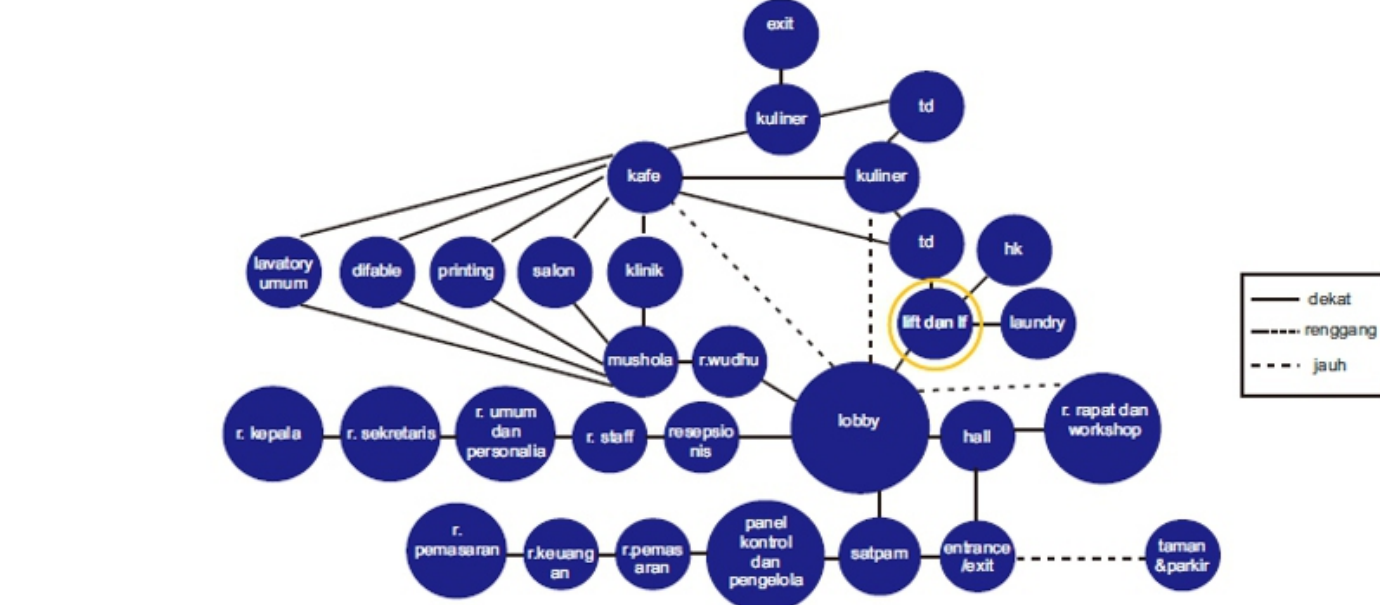 exit
kuliner
td
kafe
kuliner
td
hk
lavatory
umum
difable
printing
salon
klinik
lift dan lf
laundry
mushola
r.wudhu
lobby
r. kepala
r. sekretaris
r. umum
dan
personalia
r. staff
resepsio
nis
hall
r. rapat dan
workshop
r.
pemasaran
r.keuang
an
r.pemas
aran
panel
kontrol
dan
pengelola
satpam
entrance
/exit
taman
&parkir
dekat
renggang
jauh